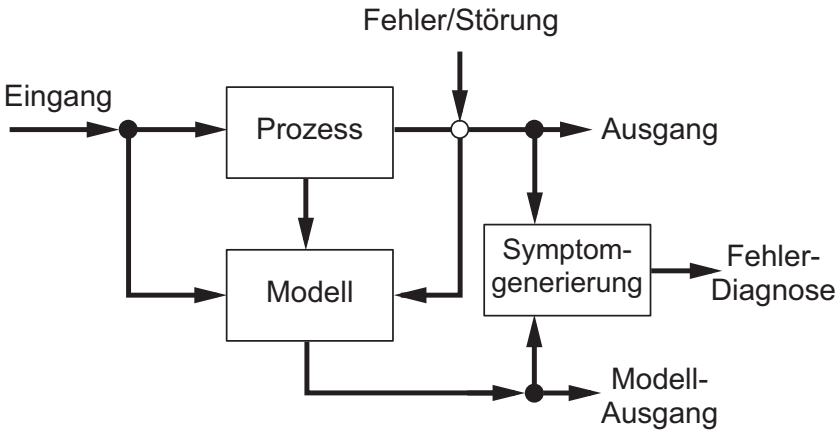 Fehler/Störung
Eingang
Prozess
Ausgang
Symptom-
generierung
Fehler-
Diagnose
Modell
Modell-
Ausgang